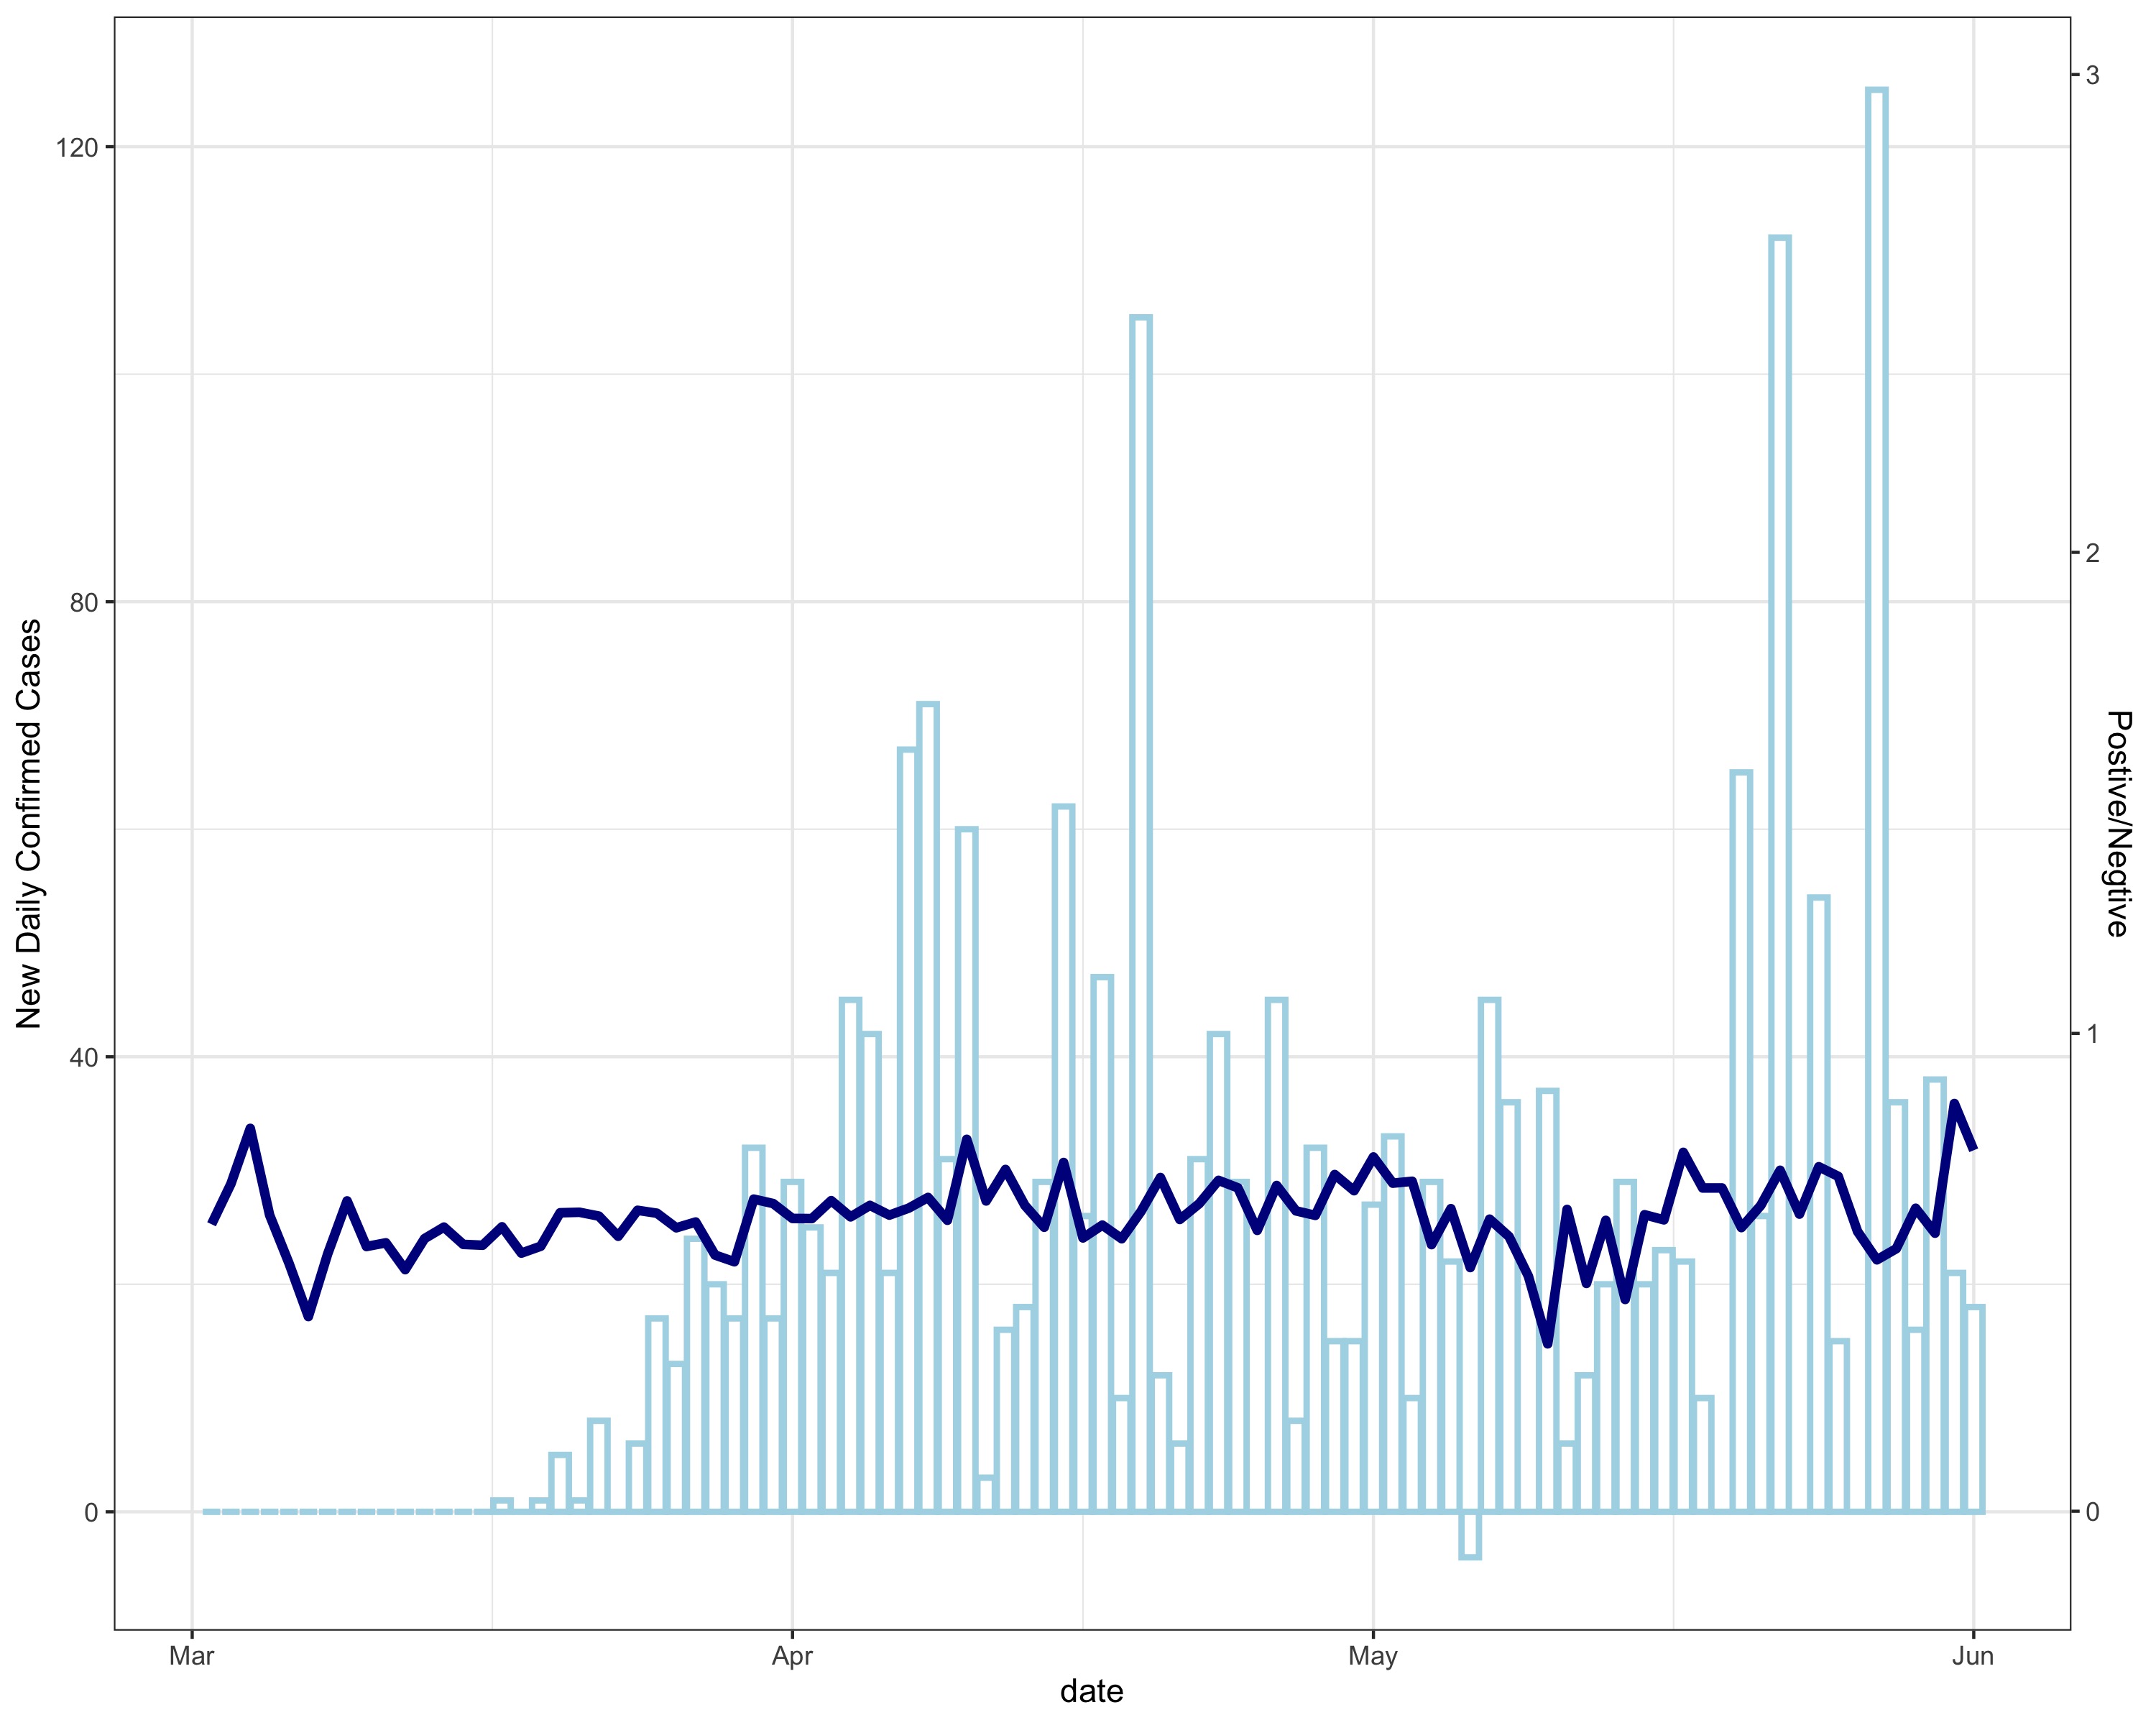 New Daily Confirmed Cases
120
80
40
0
3
2
1
0
Postive/Negtive
Mar
Apr
May
Jun
date